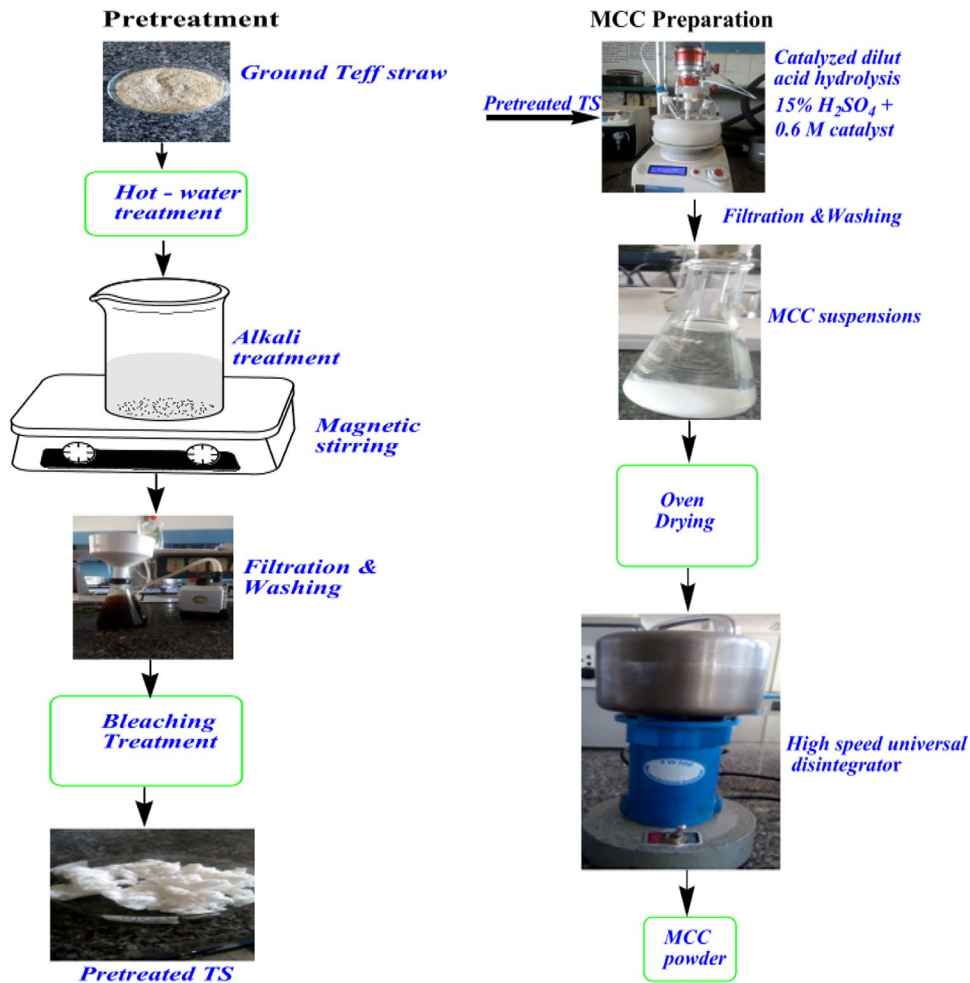 Pretreatment
Ground Teff straw
Hot - water
treatment
Alkali
treatment
Magnetic
stirring
Filtration &
Washing
Bleaching
Treatment
Pretreated TS
MCC Preparation
Pretreated TS
Catalyzed dilut
acid hydrolysis
15% H₂SO₄ +
0.6 M catalyst
Filtration &Washing
MCC suspensions
Oven
Drying
High speed universal
disintegrator
MCC
powder